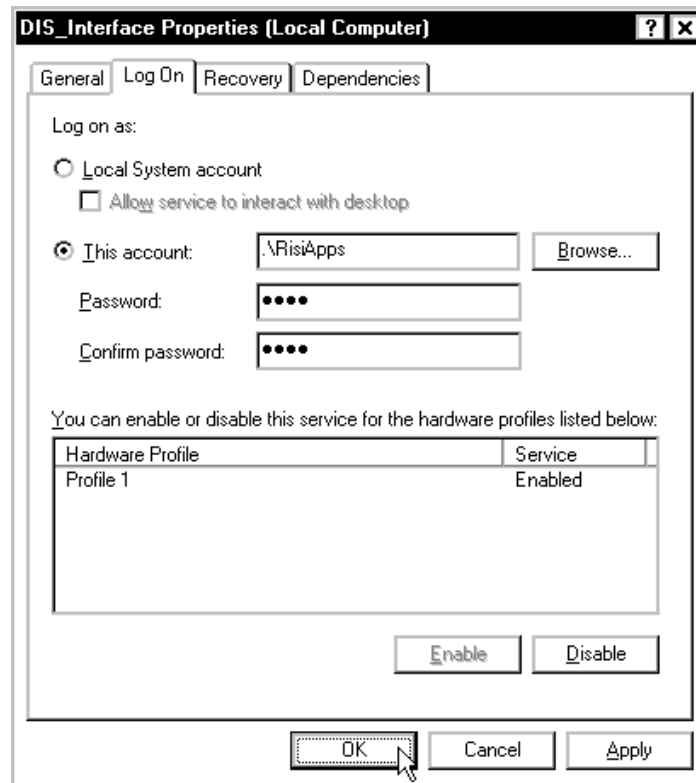 DIS_Interface Properties (Local Computer)
General Log On Recovery Dependencies
Log on as:
Local System account
Allow service to interact with desktop
This account: .\RisiApps Browse...
Password: ●●●●
Confirm password: ●●●●
You can enable or disable this service for the hardware profiles listed below:
Hardware Profile Service
Profile 1 Enabled
Enable Disable
OK Cancel Apply